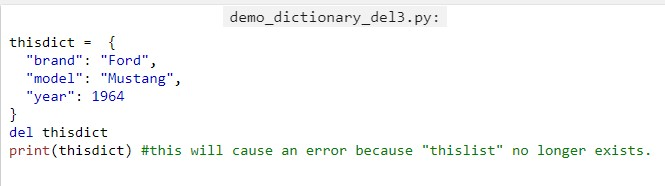 demo_dictionary_del3.py:
thisdict =  {
  "brand": "Ford",
  "model": "Mustang",
  "year": 1964
}
del thisdict
print(thisdict) #this will cause an error because "thislist" no longer exists.